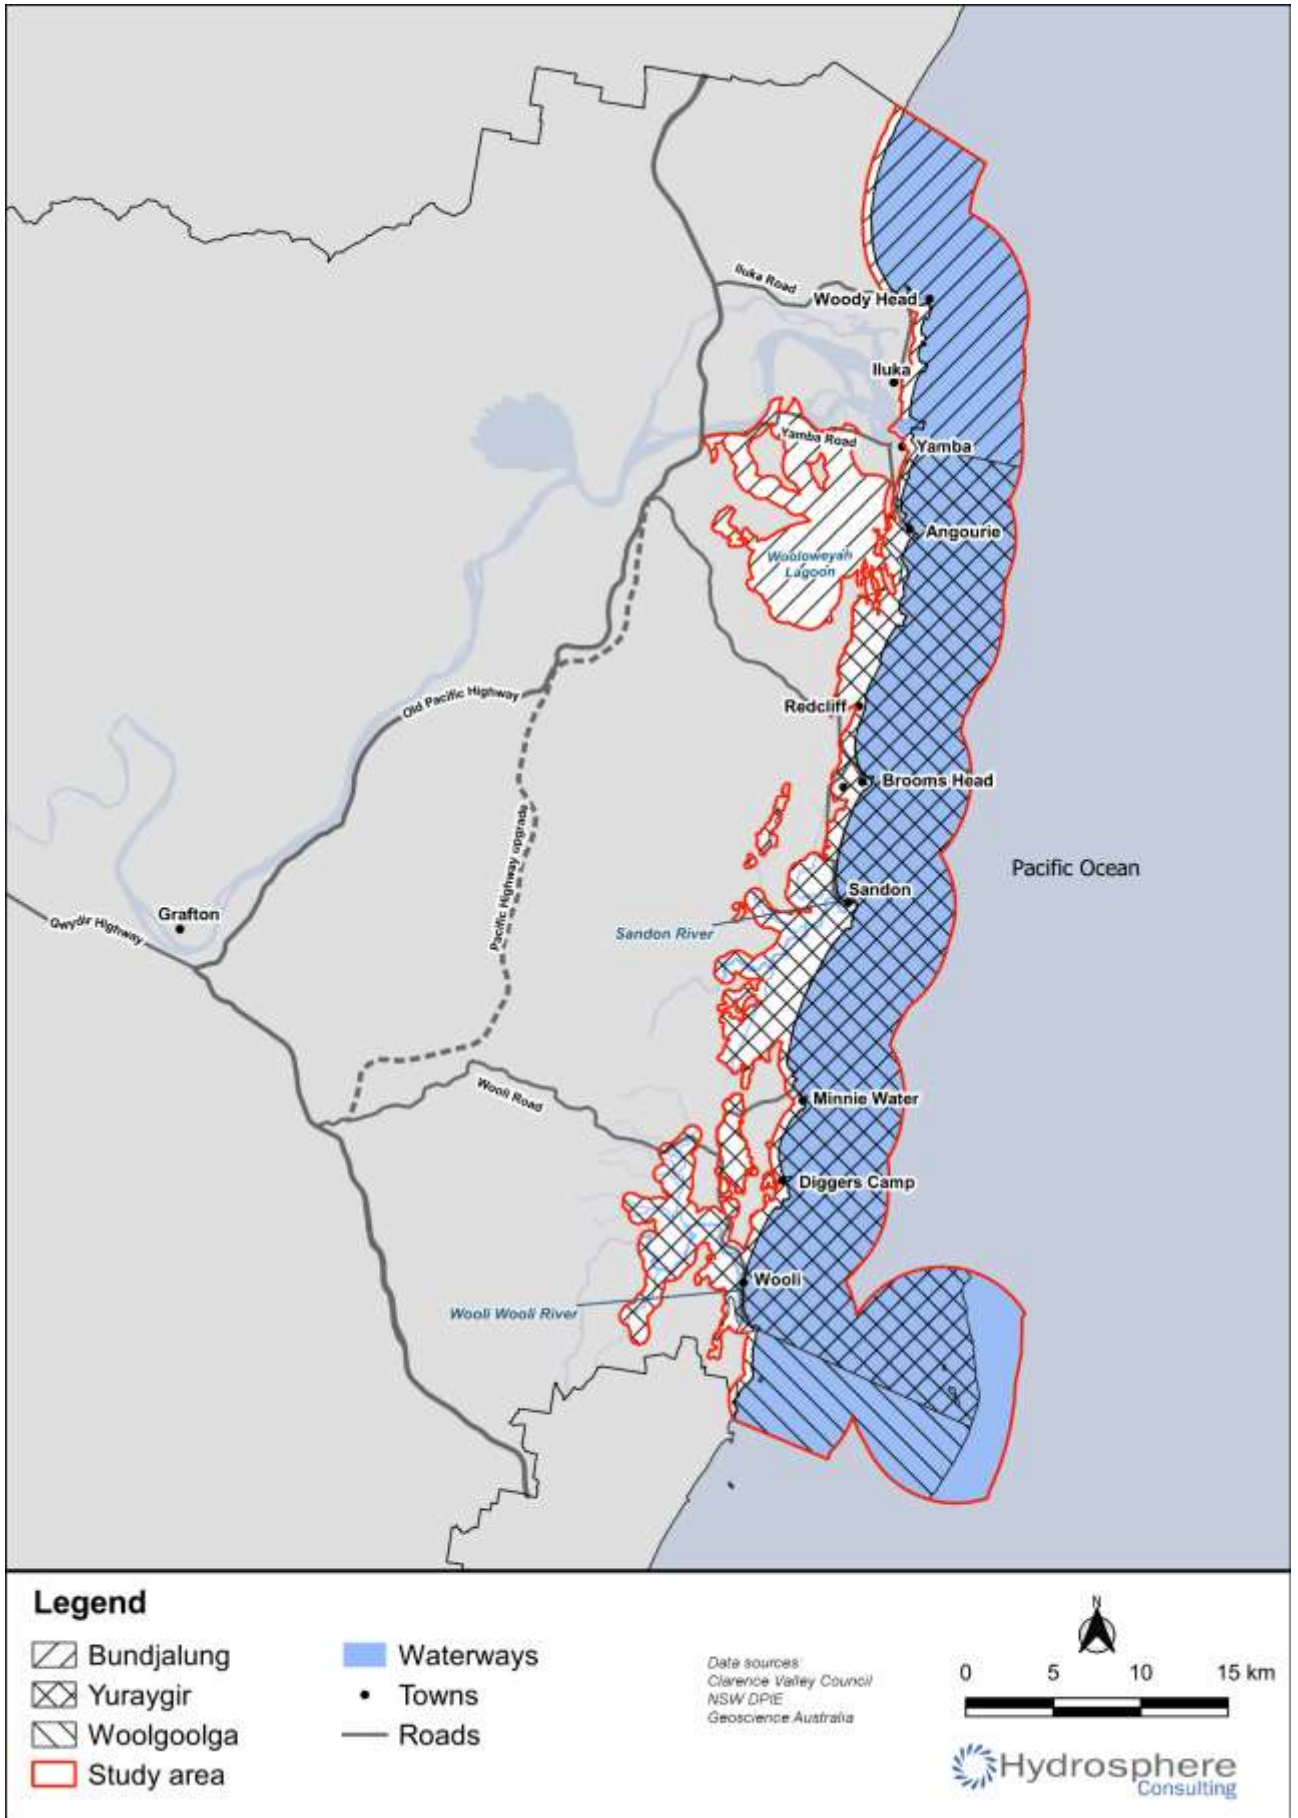 Iluka Road
Woody Head
Iluka
Yamba Road
Yamba
Angourie
Wooloweyah
Lagoon
Old Pacific Highway
Redcliff
Brooms Head
Pacific Highway upgrade
Pacific Ocean
Sandon
Grafton
Gwydir Highway
Sandon River
Wooli Road
Minnie Water
Diggers Camp
Wooli
Wooli Wooli River
Legend
Bundjalung
Yuraygir
Woolgoolga
Study area
Waterways
Towns
Roads
Data sources:
Clarence Valley Council
NSW DPIE
Geoscience Australia
N
0 5 10 15 km
Hydrosphere
Consulting